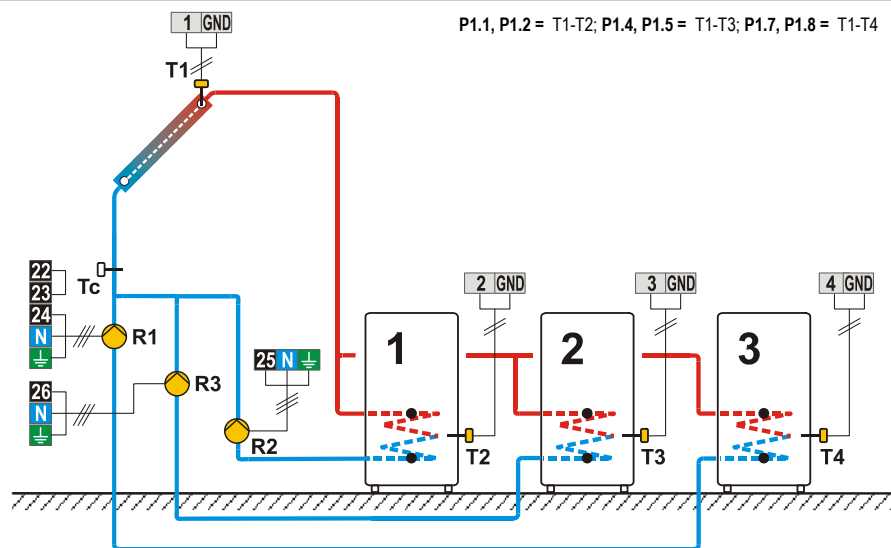 1 GND
P1.1, P1.2 = T1-T2; P1.4, P1.5 = T1-T3; P1.7, P1.8 = T1-T4
T1
22
23
Tc
24
N
R1
26
N
R3
25 N
R2
2 GND
3 GND
4 GND
1
2
3
T2
T3
T4